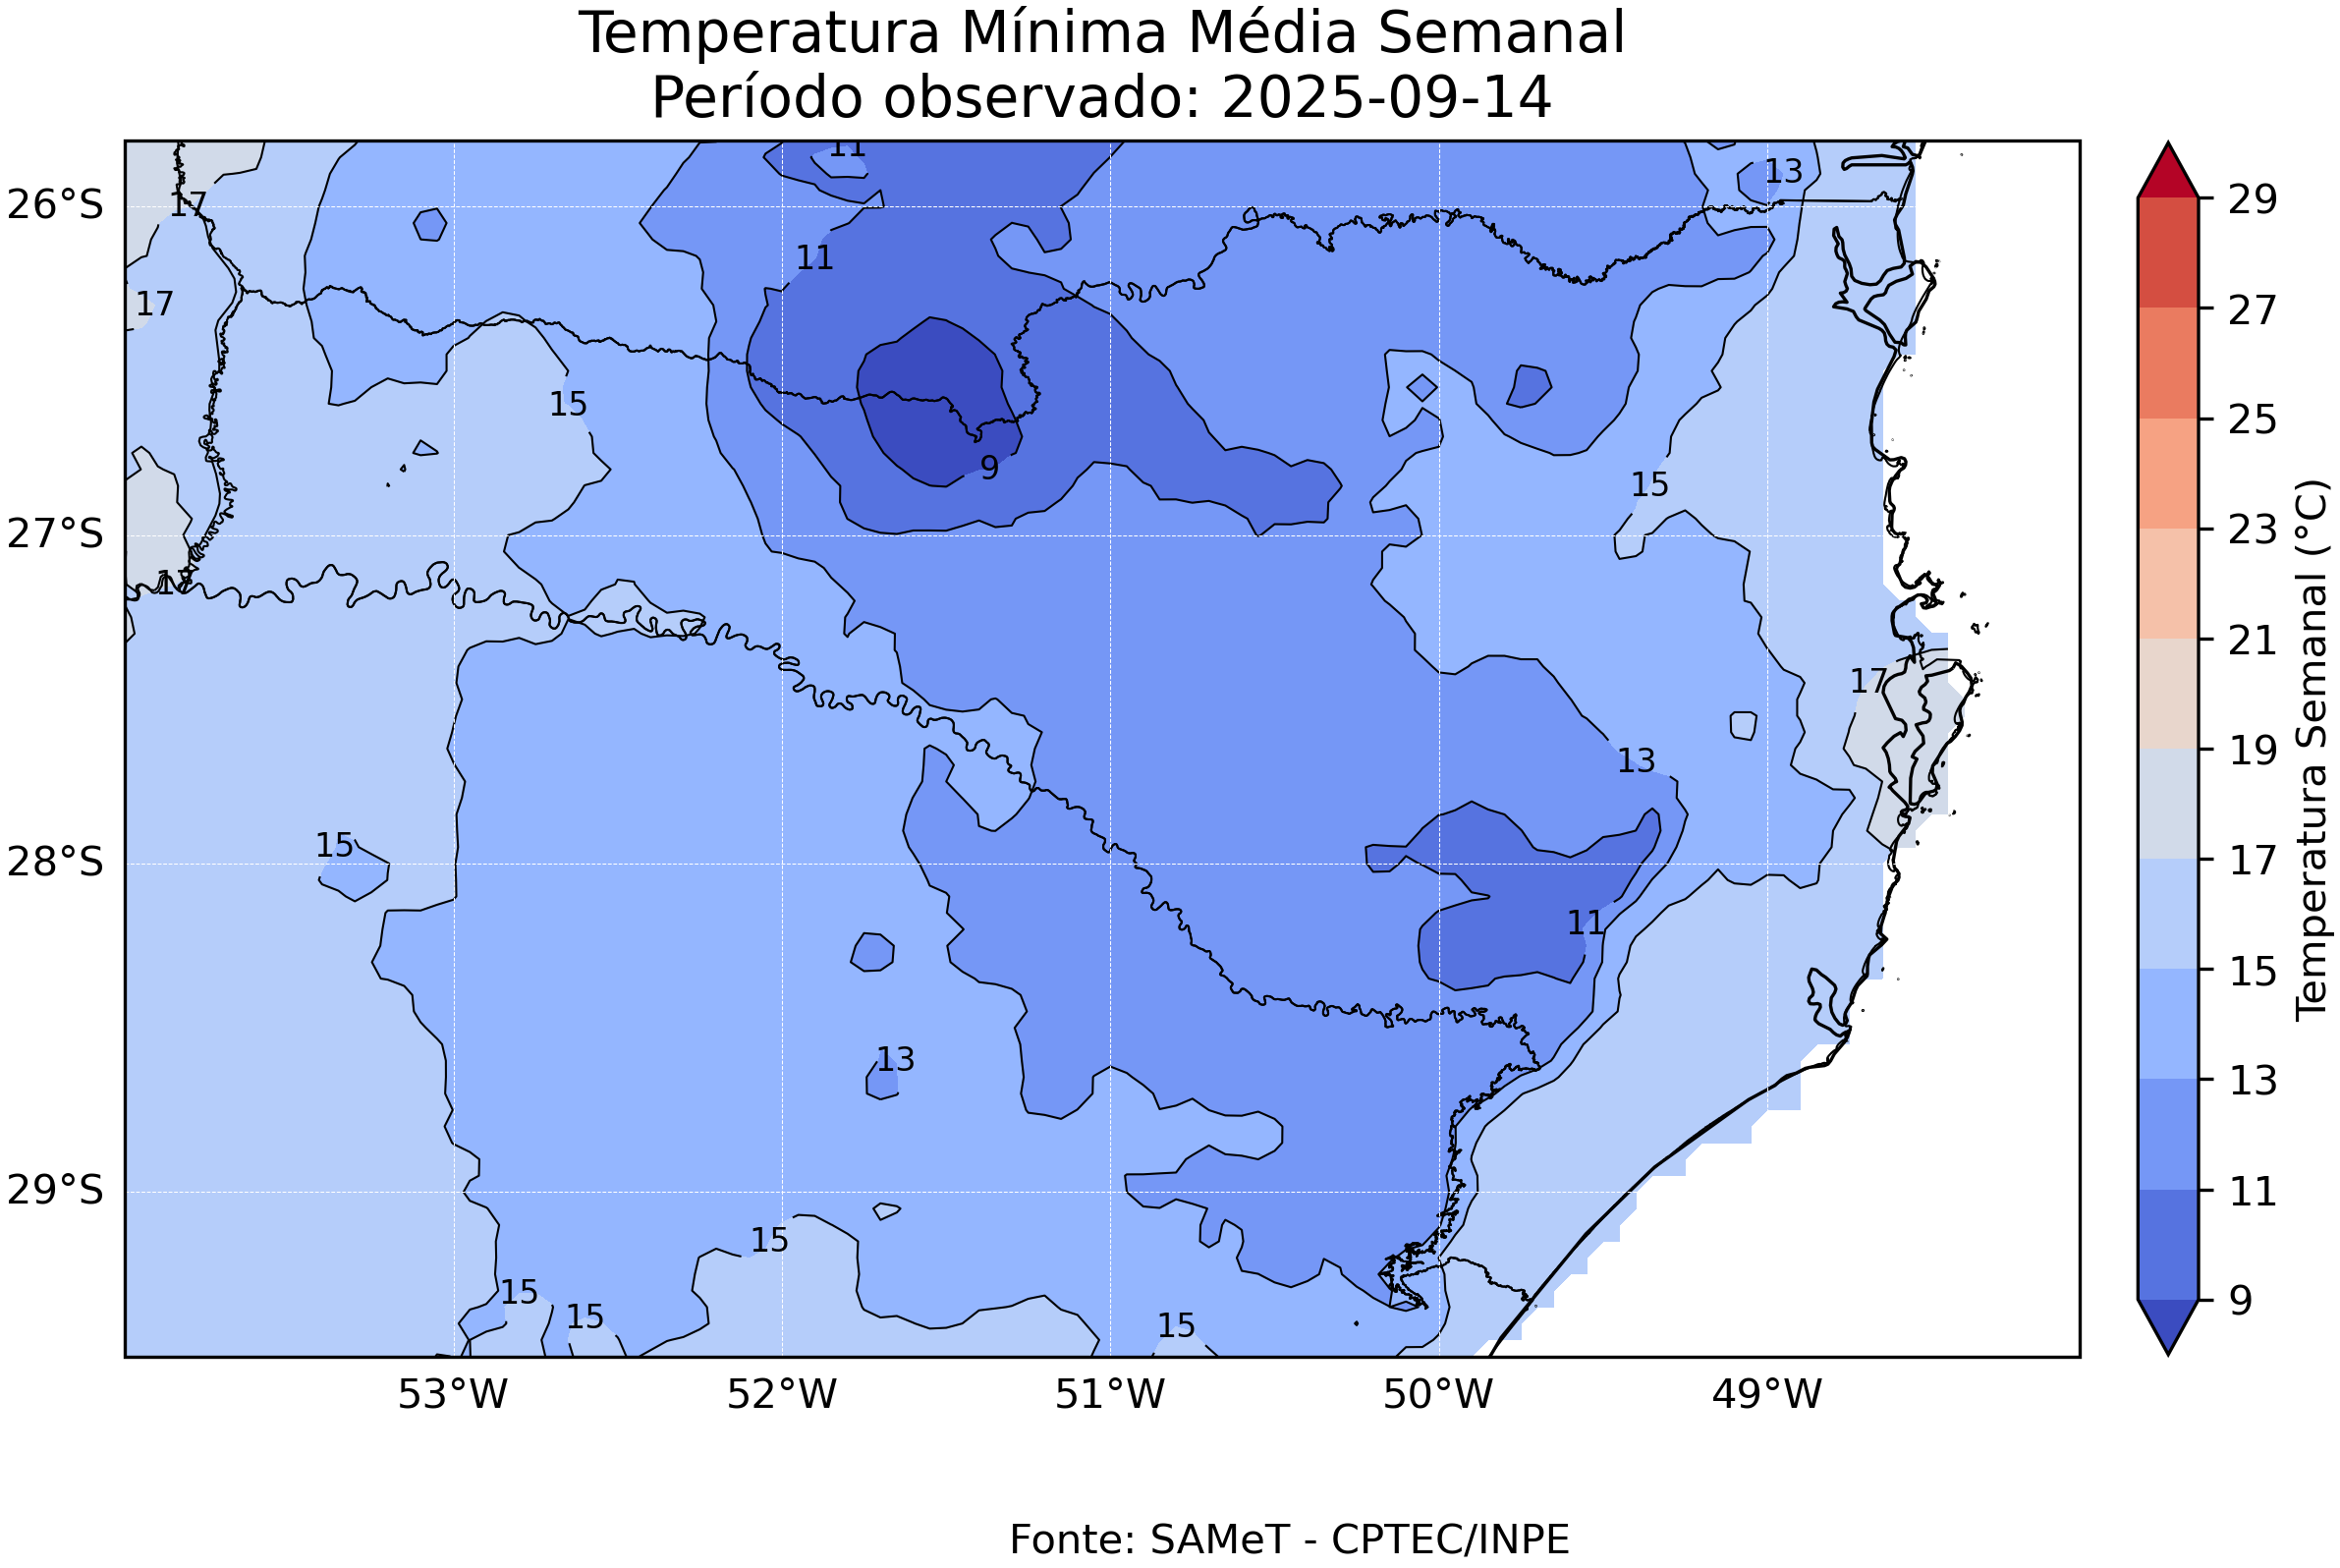 Temperatura Mínima Média Semanal
Período observado: 2025-09-14
11
13
26°S
17
11
17
15
9
15
27°S
17
17
13
15
28°S
11
13
29°S
15
15
15
15
53°W
52°W
51°W
50°W
49°W
29
27
25
23
21
19
17
15
13
11
9
Temperatura Semanal (°C)
Fonte: SAMeT - CPTEC/INPE